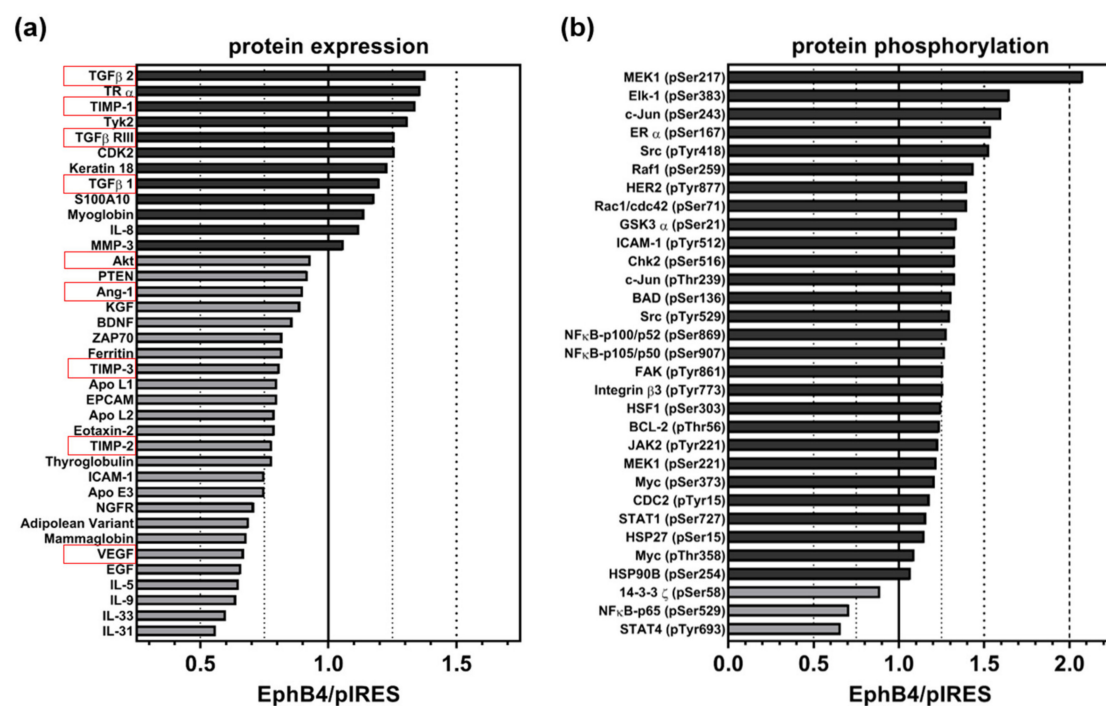 (a)
protein expression
TGFβ 2
TR α
TIMP-1
Tyk2
TGFβ RIII
CDK2
Keratin 18
TGFβ 1
S100A10
Myoglobin
IL-8
MMP-3
Akt
PTEN
Ang-1
KGF
BDNF
ZAP70
Ferritin
TIMP-3
Apo L1
EPCAM
Apo L2
Eotaxin-2
TIMP-2
Thyroglobulin
ICAM-1
Apo E3
NGFR
Adipolean Variant
Mammaglobin
VEGF
EGF
IL-5
IL-9
IL-33
IL-31
0.5 1.0 1.5
EphB4/pIRES
(b)
protein phosphorylation
MEK1 (pSer217)
Elk-1 (pSer383)
c-Jun (pSer243)
ER α (pSer167)
Src (pTyr418)
Raf1 (pSer259)
HER2 (pTyr877)
Rac1/cdc42 (pSer71)
GSK3 α (pSer21)
ICAM-1 (pTyr512)
Chk2 (pSer516)
c-Jun (pThr239)
BAD (pSer136)
Src (pTyr529)
NFκB-p100/p52 (pSer869)
NFκB-p105/p50 (pSer907)
FAK (pTyr861)
Integrin β3 (pTyr773)
HSF1 (pSer303)
BCL-2 (pThr56)
JAK2 (pTyr221)
MEK1 (pSer221)
Myc (pSer373)
CDC2 (pTyr15)
STAT1 (pSer727)
HSP27 (pSer15)
Myc (pThr358)
HSP90B (pSer254)
14-3-3 ζ (pSer58)
NFκB-p65 (pSer529)
STAT4 (pTyr693)
0.0 0.5 1.0 1.5 2.0
EphB4/pIRES